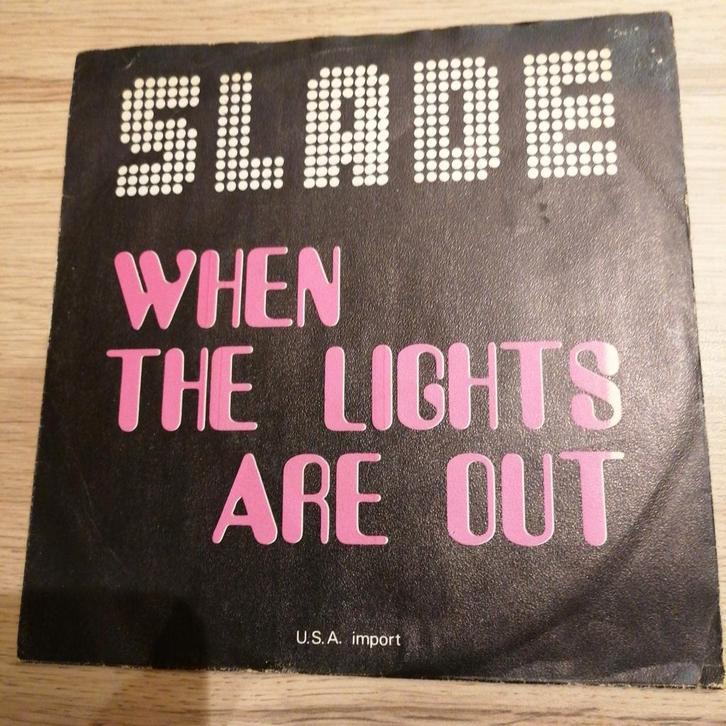 SLADE
WHEN
THE LIGHTS
ARE OUT
U.S.A. import